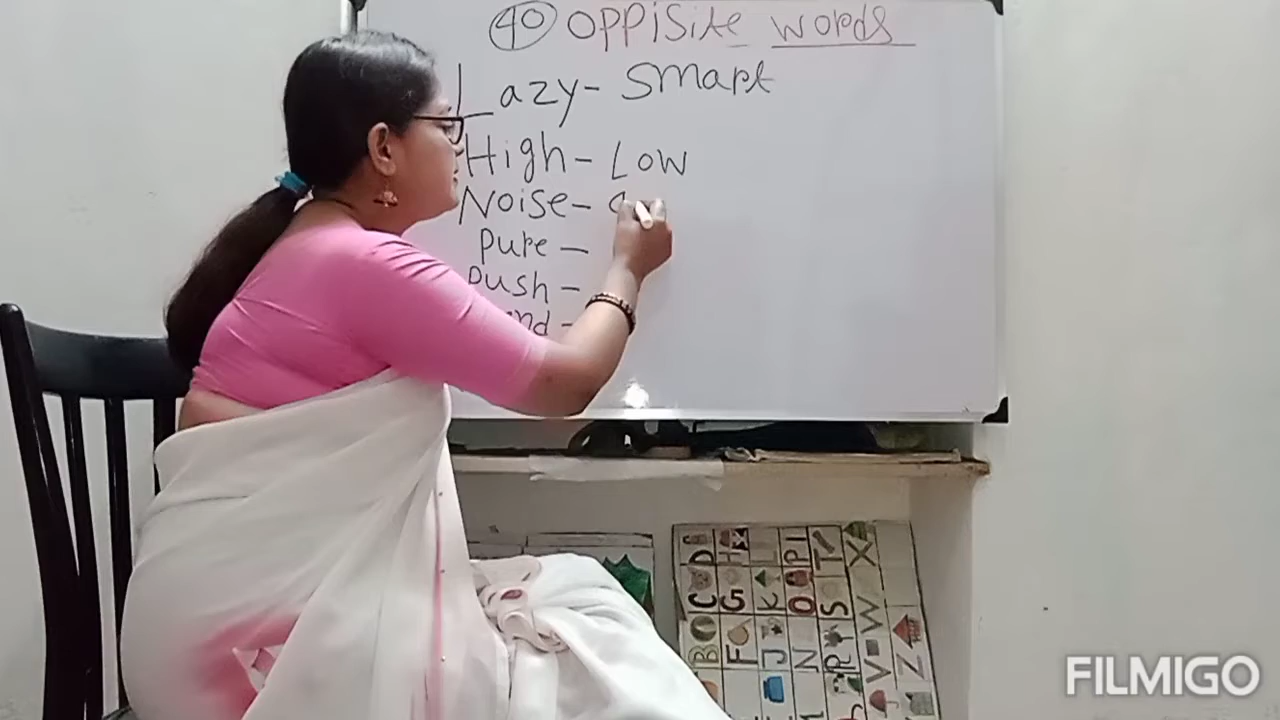 40 OPPISite words
Lazy- Smart
High- Low
Noise-
Pure -
Push -
B C D
F G H
J K L
N O P I
R S T
V W X
Z
FILMIGO